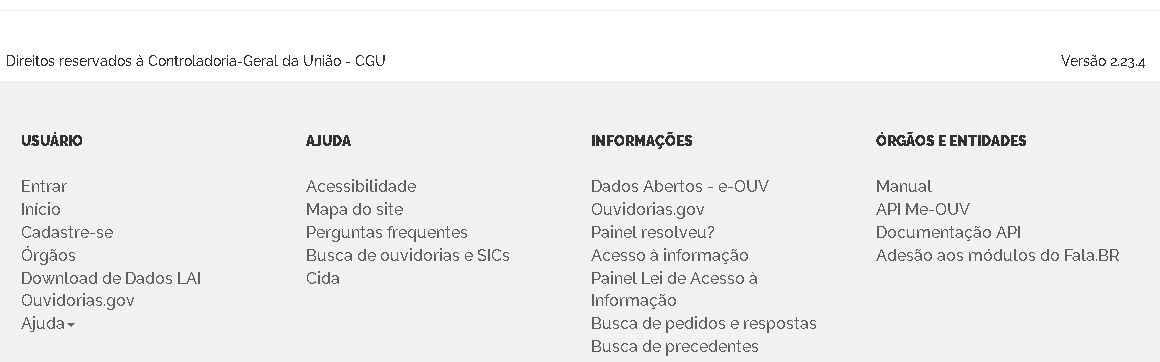 Direitos reservados à Controladoria-Geral da União - CGU
Versão 2.23.4
USUÁRIO
Entrar
Início
Cadastre-se
Órgãos
Download de Dados LAI
Ouvidorias.gov
Ajuda
AJUDA
Acessibilidade
Mapa do site
Perguntas frequentes
Busca de ouvidorias e SICs
Cida
INFORMAÇÕES
Dados Abertos - e-OUV
Ouvidorias.gov
Painel resolveu?
Acesso à informação
Painel Lei de Acesso à
Informação
Busca de pedidos e respostas
Busca de precedentes
ÓRGÃOS E ENTIDADES
Manual
API Me-OUV
Documentação API
Adesão aos módulos do Fala.BR